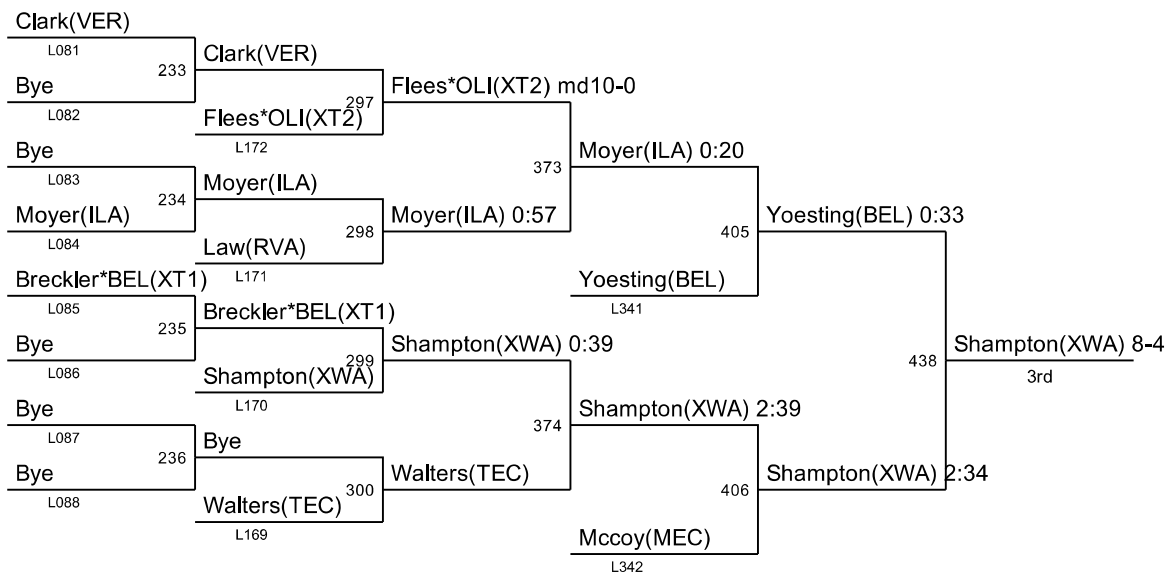 Clark(VER)
L081
233
Clark(VER)
Bye
L082
297
Flees*OLI(XT2) md10-0
Flees*OLI(XT2)
L172
Bye
L083
373
Moyer(ILA) 0:20
234
Moyer(ILA)
Moyer(ILA)
L084
298
Moyer(ILA) 0:57
Law(RVA)
L171
405
Yoesting(BEL) 0:33
Breckler*BEL(XT1)
L085
Yoesting(BEL)
L341
235
Breckler*BEL(XT1)
Bye
L086
299
Shampton(XWA) 0:39
Shampton(XWA)
L170
438
Shampton(XWA) 8-4
3rd
Bye
L087
374
Shampton(XWA) 2:39
236
Bye
Bye
L088
300
Walters(TEC)
Walters(TEC)
L169
406
Shampton(XWA) 2:34
Mccoy(MEC)
L342